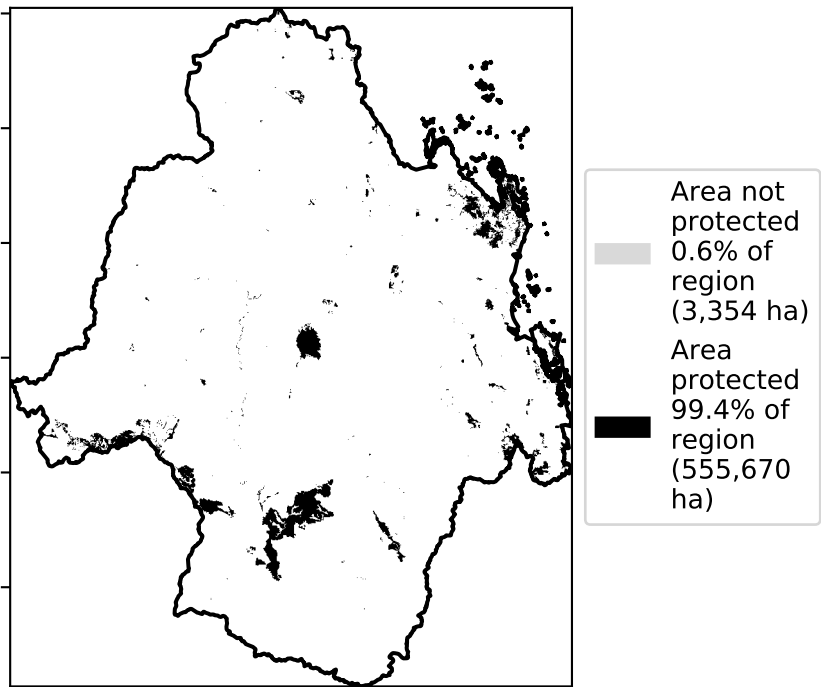 Area not
protected
0.6% of
region
(3,354 ha)
Area
protected
99.4% of
region
(555,670
ha)